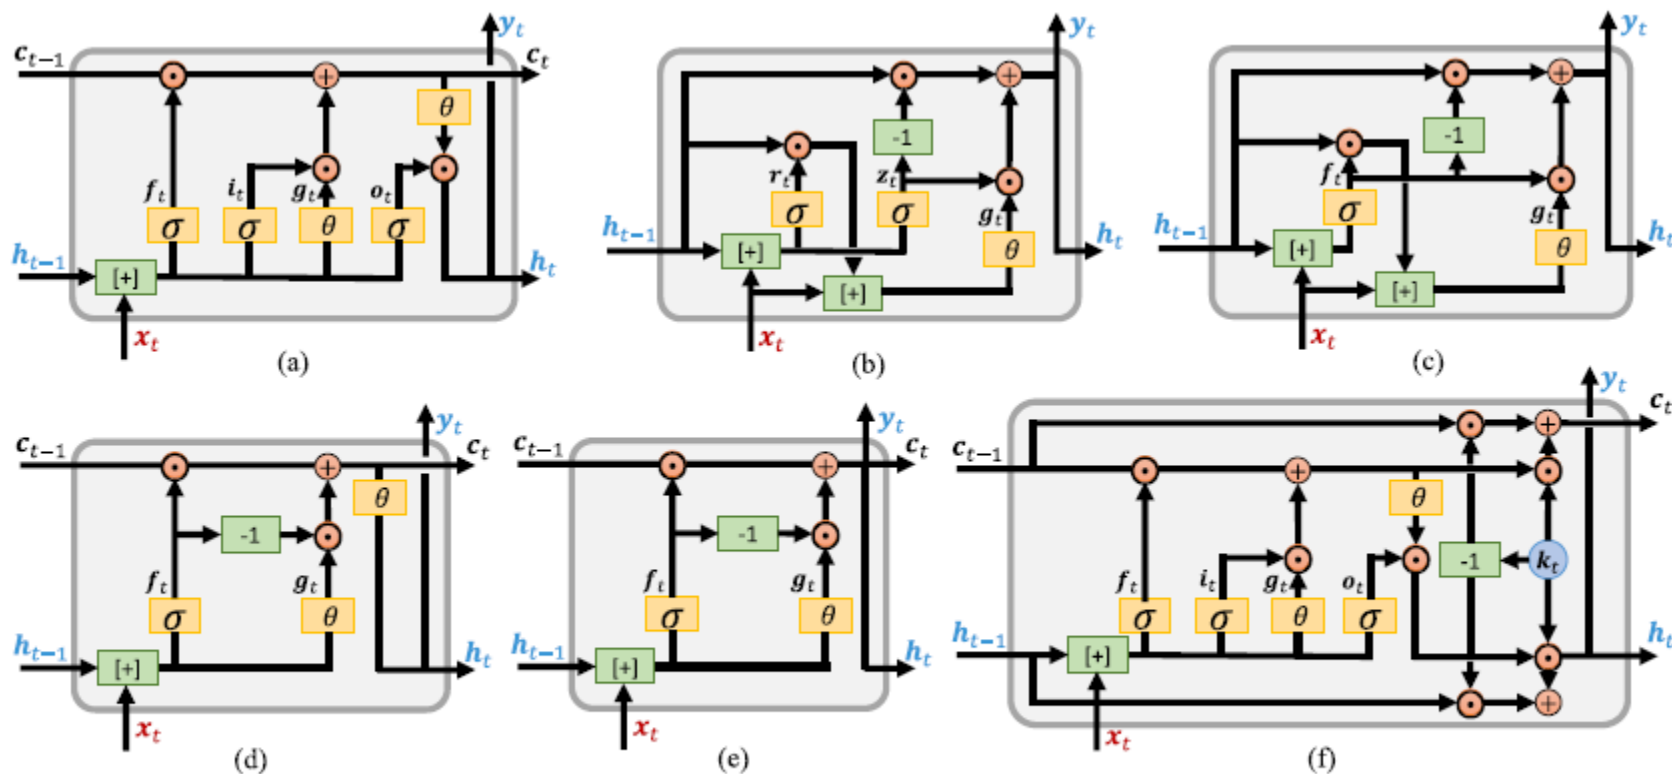 y_t
c_{t-1}
c_t
θ
f_t
i_t
g_t
o_t
σ
σ
θ
σ
h_{t-1}
[+]
h_t
x_t
(a)
y_t
-1
r_t
z_t
σ
σ
g_t
h_{t-1}
[+]
θ
h_t
[+]
x_t
(b)
y_t
-1
f_t
σ
g_t
h_{t-1}
[+]
θ
h_t
[+]
x_t
(c)
y_t
c_{t-1}
c_t
θ
-1
f_t
g_t
σ
θ
h_{t-1}
[+]
h_t
x_t
(d)
y_t
c_{t-1}
c_t
-1
f_t
g_t
σ
θ
h_{t-1}
[+]
h_t
x_t
(e)
y_t
c_t
c_{t-1}
θ
-1
k_t
f_t
i_t
g_t
o_t
σ
σ
θ
σ
h_{t-1}
[+]
h_t
x_t
(f)